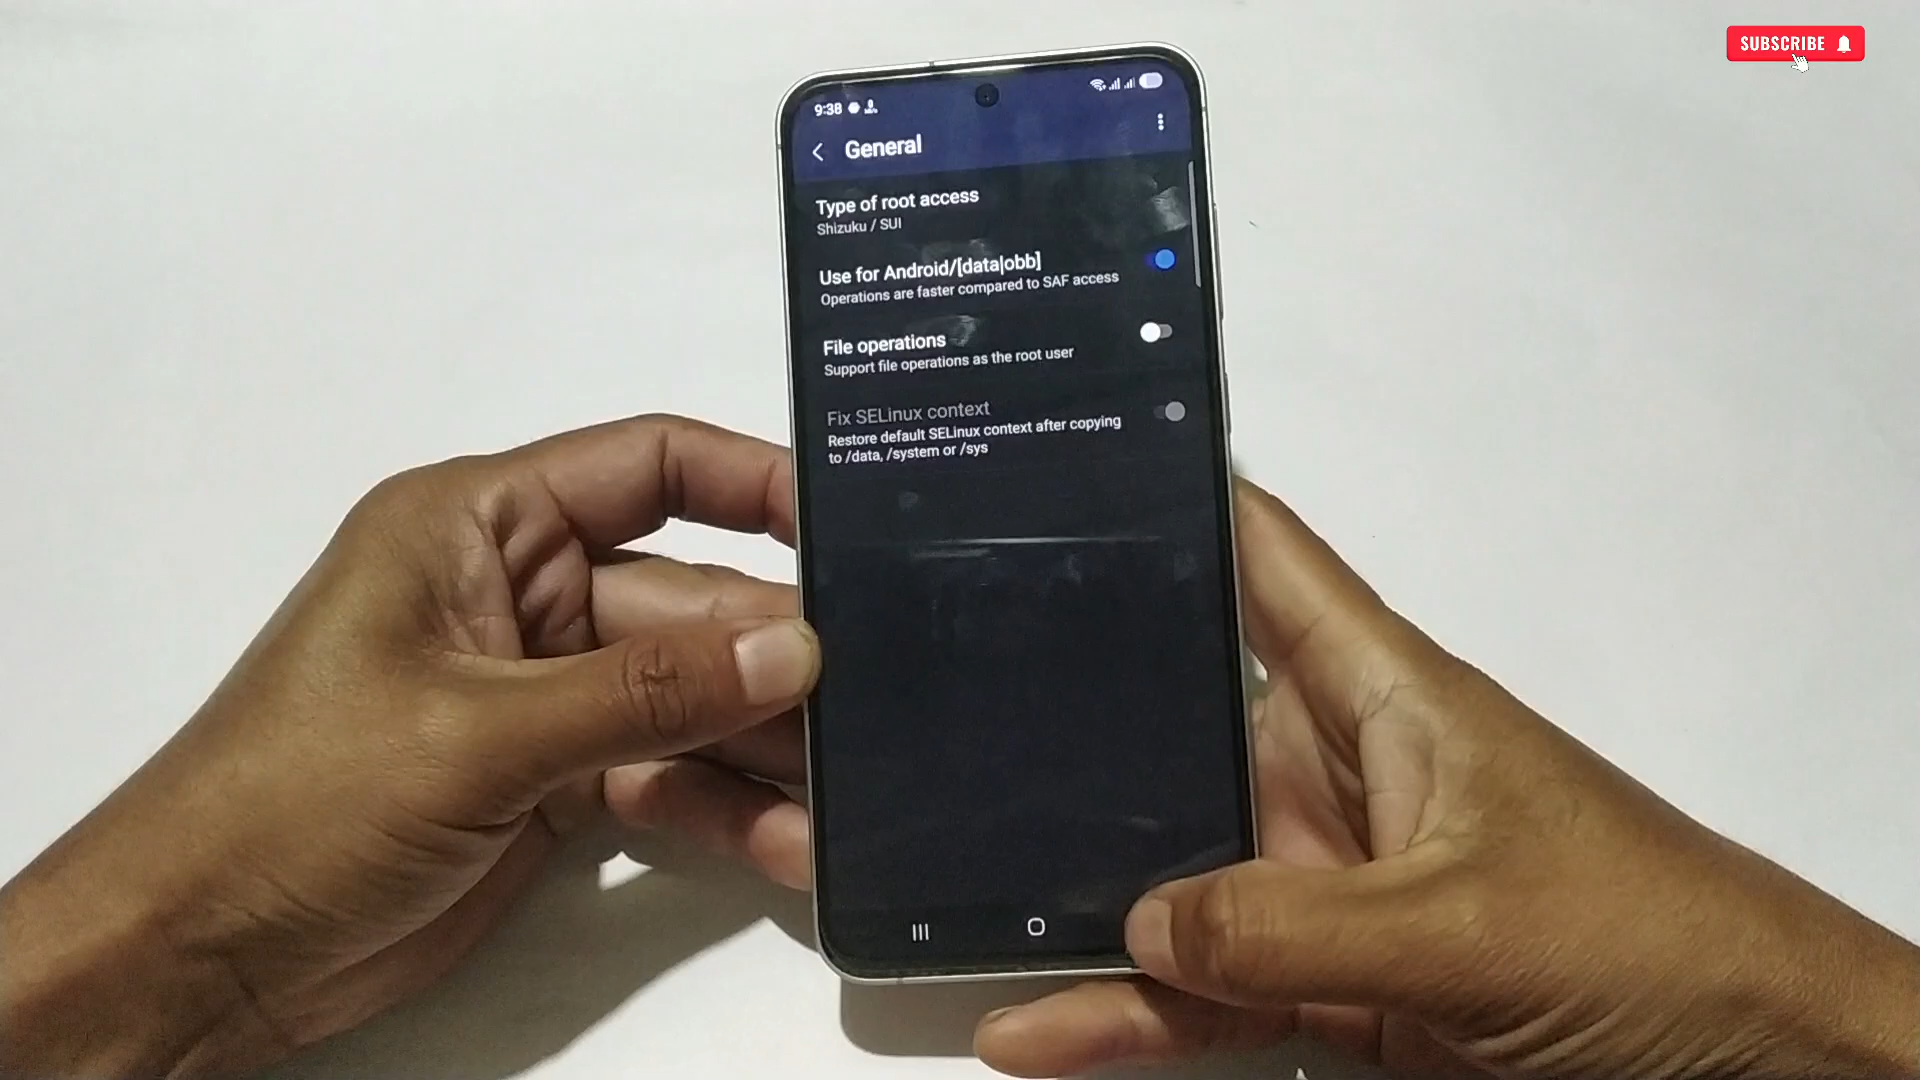 SUBSCRIBE
9:38
General
Type of root access
Shizuku / SUI
Use for Android/[data|obb]
Operations are faster compared to SAF access
File operations
Support file operations as the root user
Fix SELinux context
Restore default SELinux context after copying
to /data, /system or /sys